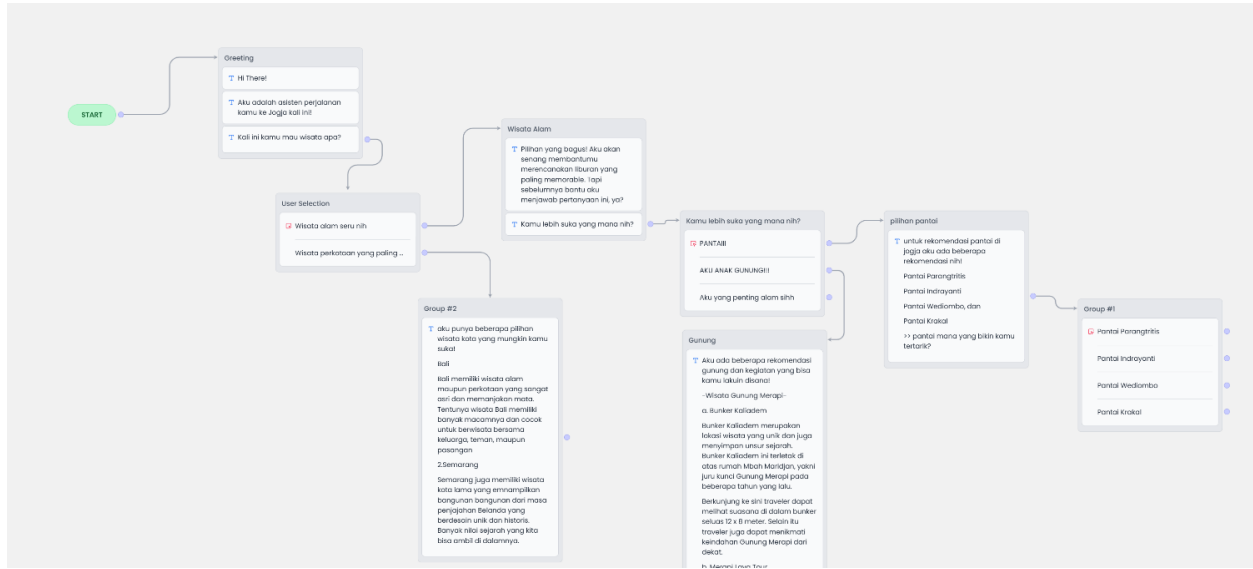 START
Greeting
Hi There!
Aku adalah asisten perjalanan
kamu ke Jogja kali ini!
Kali ini kamu mau wisata apa?
User Selection
Wisata alam seru nih
Wisata perkotaan yang paling ...
Wisata Alam
Pilihan yang bagus! Aku akan
senang membantumu
merencanakan liburan yang
paling memorable. Tapi
sebelumnya bantu aku
menjawab pertanyaan ini, ya?
Kamu lebih suka yang mana nih?
Group #2
aku punya beberapa pilihan
wisata kota yang mungkin kamu
suka!
Bali
Bali memiliki wisata alam
maupun perkotaan yang sangat
asri dan memanjakan mata.
Tentunya wisata Bali memiliki
banyak macamnya dan cocok
untuk berwisata bersama
keluarga, teman, maupun
pasangan
2.Semarang
Semarang juga memiliki wisata
kota lama yang emnampilkan
bangunan bangunan dari masa
penjajahan Belanda yang
berdesain unik dan historis.
Banyak nilai sejarah yang kita
bisa ambil di dalamnya.
Kamu lebih suka yang mana nih?
PANTAIII
AKU ANAK GUNUNG!!!
Aku yang penting alam sihh
Gunung
Aku ada beberapa rekomendasi
gunung dan kegiatan yang bisa
kamu lakuin disana!
-Wisata Gunung Merapi-
a. Bunker Kaliadem
Bunker Kaliadem merupakan
lokasi wisata yang unik dan juga
menyimpan unsur sejarah.
Bunker Kaliadem ini terletak di
atas rumah Mbah Maridjan, yakni
juru kunci Gunung Merapi pada
beberapa tahun yang lalu.
Berkunjung ke sini traveler dapat
melihat suasana di dalam bunker
seluas 12 x 8 meter. Selain itu
traveler juga dapat menikmati
keindahan Gunung Merapi dari
dekat.
b. Merapi Lava Tour
pilihan pantai
untuk rekomendasi pantai di
jogja aku ada beberapa
rekomendasi nih!
Pantai Parangtritis
Pantai Indrayanti
Pantai Wediombo, dan
Pantai Krakal
>> pantai mana yang bikin kamu
tertarik?
Group #1
Pantai Parangtritis
Pantai Indrayanti
Pantai Wediombo
Pantai Krakal